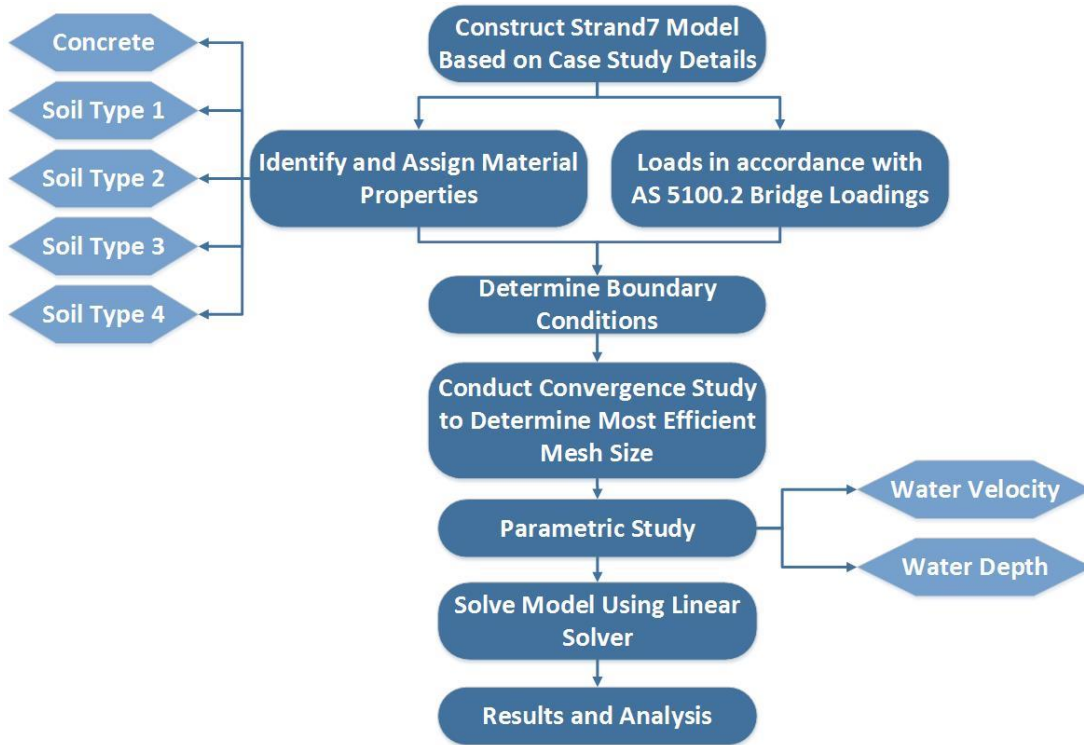 Construct Strand7 Model
Based on Case Study Details
Concrete
Soil Type 1
Soil Type 2
Soil Type 3
Soil Type 4
Identify and Assign Material
Properties
Loads in accordance with
AS 5100.2 Bridge Loadings
Determine Boundary
Conditions
Conduct Convergence Study
to Determine Most Efficient
Mesh Size
Parametric Study
Water Velocity
Water Depth
Solve Model Using Linear
Solver
Results and Analysis